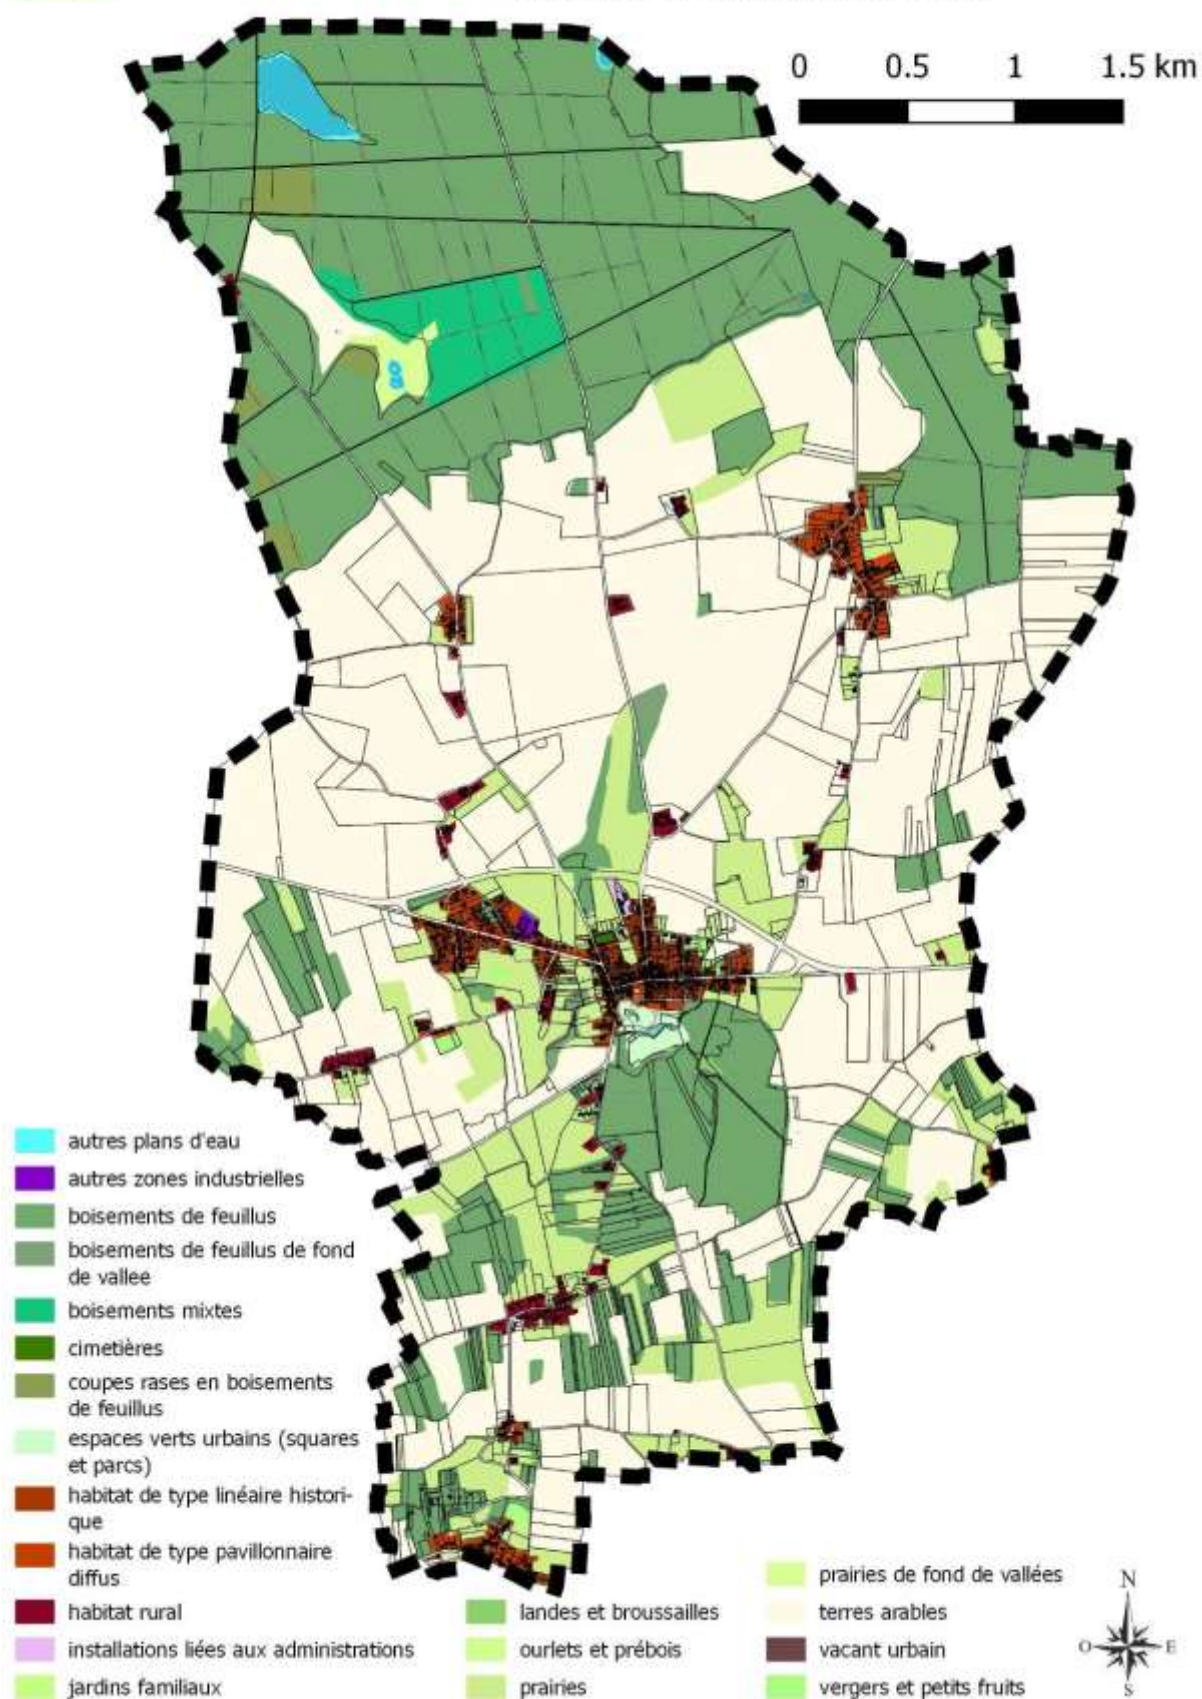 0 0.5 1 1.5 km
autres plans d'eau
autres zones industrielles
boisements de feuillus
boisements de feuillus de fond
de vallee
boisements mixtes
cimetières
coupes rases en boisements
de feuillus
espaces verts urbains (squares
et parcs)
habitat de type linéaire histori-
que
habitat de type pavillonnaire
diffus
habitat rural
installations liées aux administrations
jardins familiaux
landes et broussailles
ourlets et prébois
prairies
prairies de fond de vallées
terres arables
vacant urbain
vergers et petits fruits
N
O E
S